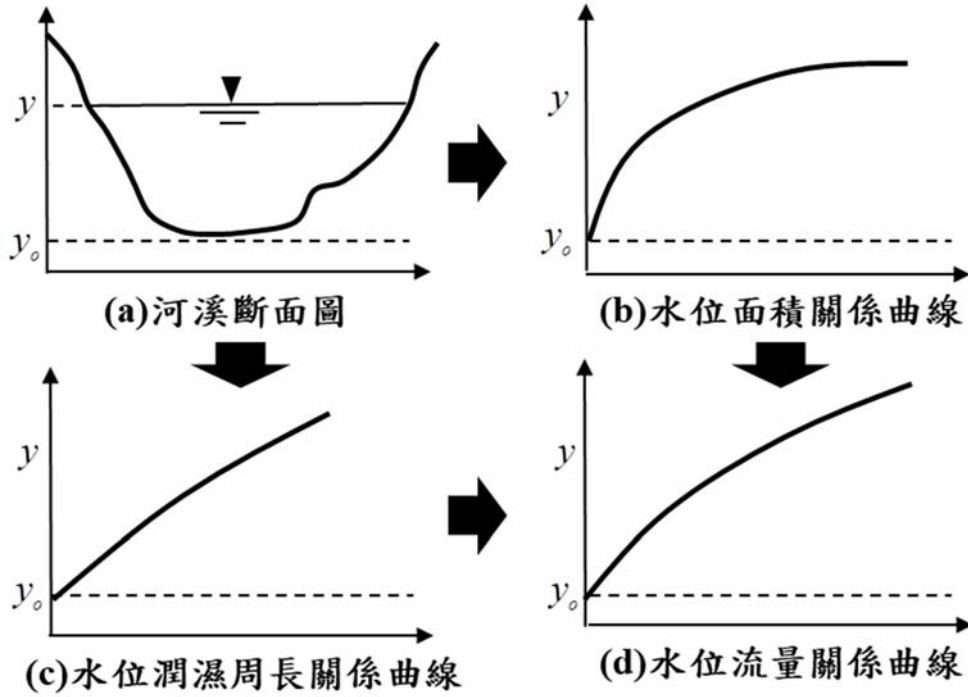 y
y₀
(a)河溪斷面圖
y
y₀
(b)水位面積關係曲線
y
y₀
(c)水位潤濕周長關係曲線
y
y₀
(d)水位流量關係曲線